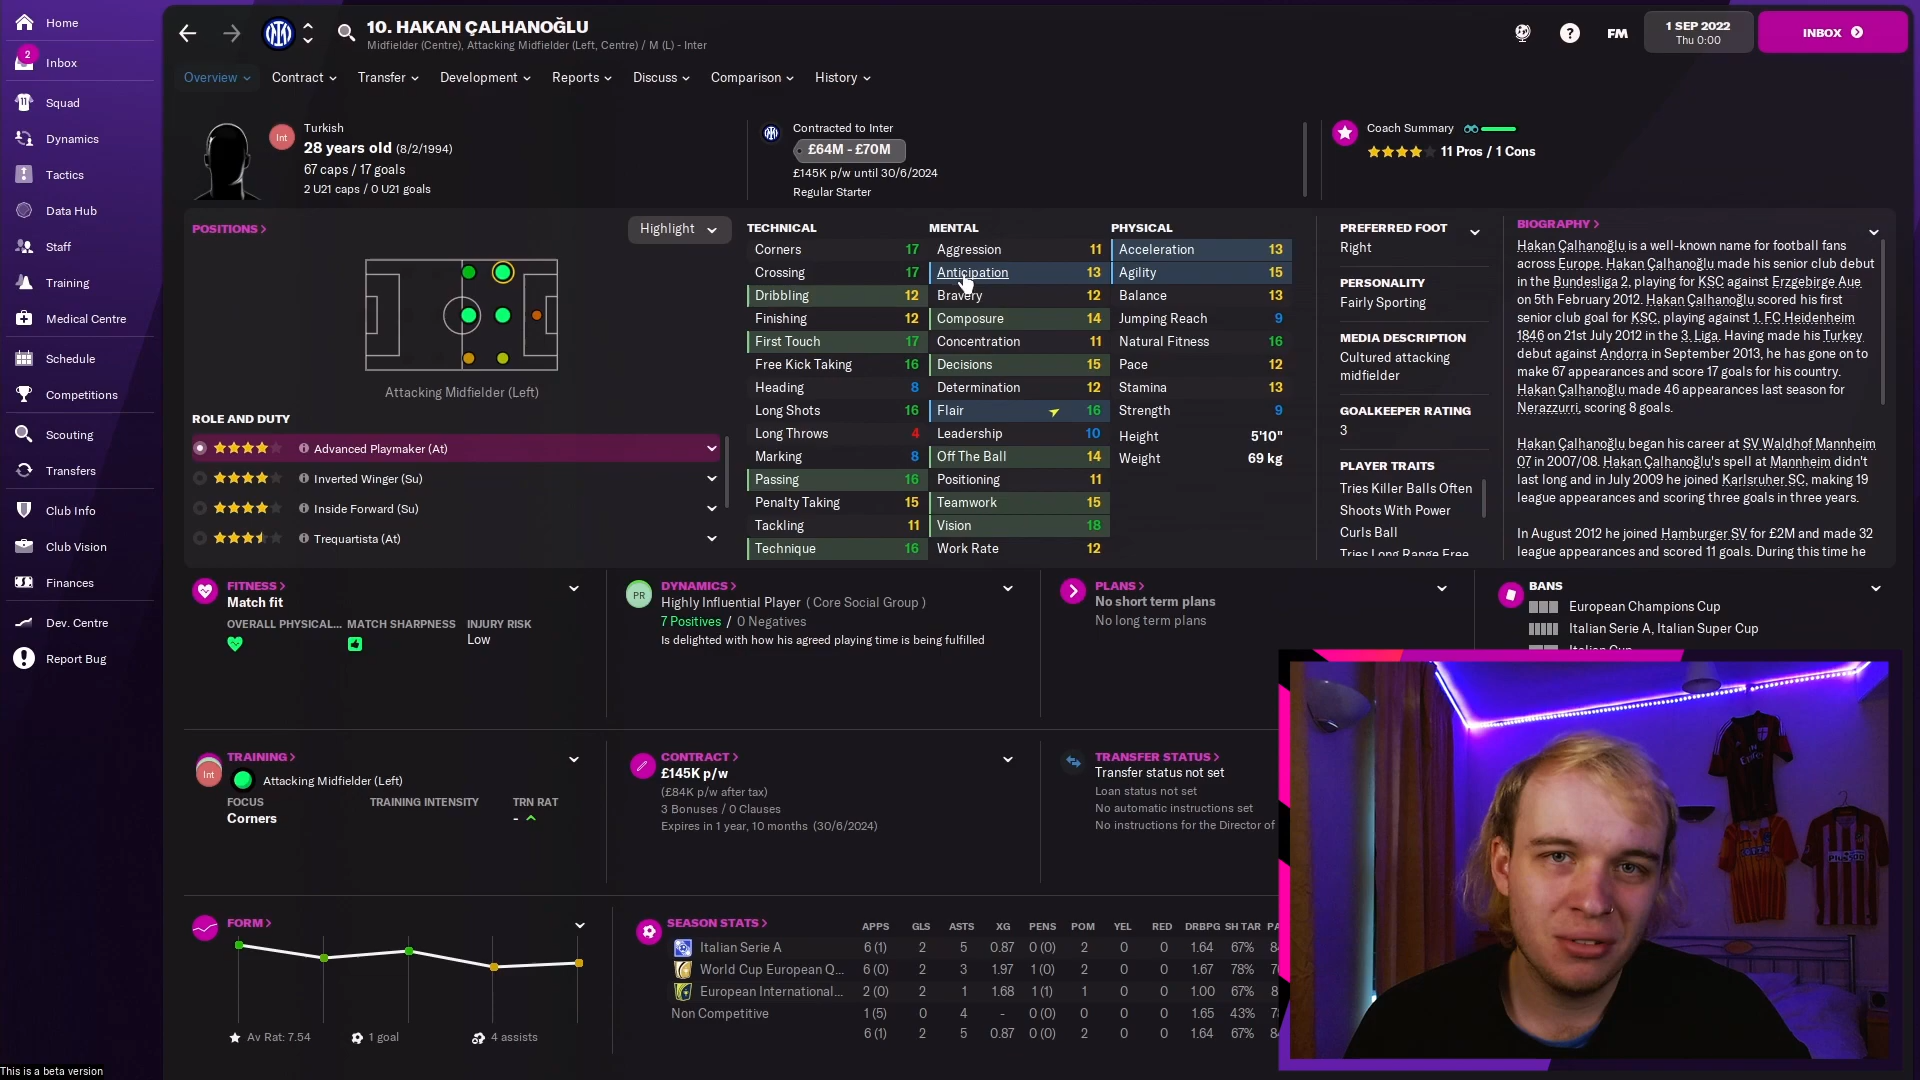 Home
2
Inbox
Squad
Dynamics
Tactics
Data Hub
Staff
Training
Medical Centre
Schedule
Competitions
Scouting
Transfers
Club Info
Club Vision
Finances
Dev. Centre
Report Bug
This is a beta version
10. HAKAN ÇALHANOĞLU
Midfielder (Centre), Attacking Midfielder (Left, Centre) / M (L) - Inter
FM
1 SEP 2022
Thu 0:00
INBOX
Overview Contract Transfer Development Reports Discuss Comparison History
Int
Turkish
28 years old (8/2/1994)
67 caps / 17 goals
2 U21 caps / 0 U21 goals
Contracted to Inter
£64M - £70M
£145K p/w until 30/6/2024
Regular Starter
Coach Summary
11 Pros / 1 Cons
POSITIONS >
Highlight
Attacking Midfielder (Left)
ROLE AND DUTY
Advanced Playmaker (At)
Inverted Winger (Su)
Inside Forward (Su)
Trequartista (At)
TECHNICAL
Corners 17
Crossing 17
Dribbling 12
Finishing 12
First Touch 17
Free Kick Taking 16
Heading 8
Long Shots 16
Long Throws 4
Marking 8
Passing 16
Penalty Taking 15
Tackling 11
Technique 16
MENTAL
Aggression 11
Anticipation 13
Bravery 12
Composure 14
Concentration 11
Decisions 15
Determination 12
Flair 16
Leadership 10
Off The Ball 14
Positioning 11
Teamwork 15
Vision 18
Work Rate 12
PHYSICAL
Acceleration 13
Agility 15
Balance 13
Jumping Reach 9
Natural Fitness 16
Pace 12
Stamina 13
Strength 9
Height 5'10"
Weight 69 kg
PREFERRED FOOT
Right
PERSONALITY
Fairly Sporting
MEDIA DESCRIPTION
Cultured attacking
midfielder
GOALKEEPER RATING
3
PLAYER TRAITS
Tries Killer Balls Often
Shoots With Power
Curls Ball
Tries Long Range Free
BIOGRAPHY >
Hakan Çalhanoğlu is a well-known name for football fans
across Europe. Hakan Çalhanoğlu made his senior club debut
in the Bundesliga 2, playing for KSC against Erzgebirge Aue
on 5th February 2012. Hakan Çalhanoğlu scored his first
senior club goal for KSC, playing against 1. FC Heidenheim
1846 on 21st July 2012 in the 3. Liga. Having made his Turkey
debut against Andorra in September 2013, he has gone on to
make 67 appearances and score 17 goals for his country.
Hakan Çalhanoğlu made 46 appearances last season for
Nerazzurri, scoring 8 goals.
Hakan Çalhanoğlu began his career at SV Waldhof Mannheim
07 in 2007/08. Hakan Çalhanoğlu's spell at Mannheim didn't
last long and in July 2009 he joined Karlsruher SC, making 19
league appearances and scoring three goals in three years.
In August 2012 he joined Hamburger SV for £2M and made 32
league appearances and scored 11 goals. During this time he
FITNESS >
Match fit
OVERALL PHYSICAL... MATCH SHARPNESS INJURY RISK
Low
PR
DYNAMICS >
Highly Influential Player ( Core Social Group )
7 Positives / 0 Negatives
Is delighted with how his agreed playing time is being fulfilled
PLANS >
No short term plans
No long term plans
BANS
European Champions Cup
Italian Serie A, Italian Super Cup
Italian Cup
TRAINING >
Int
Attacking Midfielder (Left)
FOCUS TRAINING INTENSITY TRN RAT
Corners -
CONTRACT >
£145K p/w
(£84K p/w after tax)
3 Bonuses / 0 Clauses
Expires in 1 year, 10 months (30/6/2024)
TRANSFER STATUS >
Transfer status not set
Loan status not set
No automatic instructions set
No instructions for the Director of
FORM >
Av Rat: 7.54 1 goal 4 assists
SEASON STATS > APPS GLS ASTS XG PENS POM YEL RED DRBPG SH TAR PA
Italian Serie A 6 (1) 2 5 0.87 0 (0) 2 0 0 1.64 67% 8
World Cup European Q... 6 (0) 2 3 1.97 1 (0) 2 0 0 1.67 78% 7
European International... 2 (0) 2 1 1.68 1 (1) 1 0 0 1.00 67% 8
Non Competitive 1 (5) 0 4 - 0 (0) 0 0 0 1.65 43% 7
6 (1) 2 5 0.87 0 (0) 2 0 0 1.64 67% 8